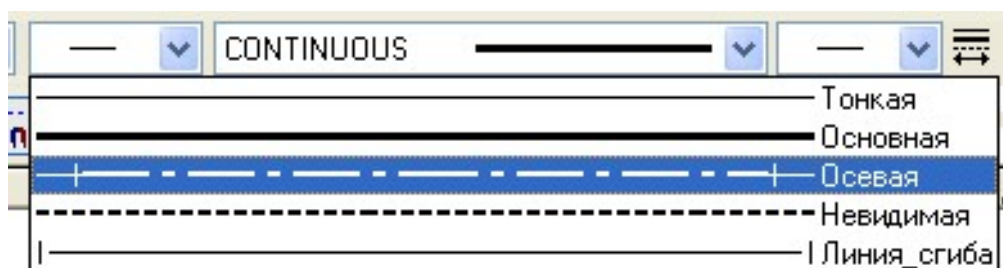 CONTINUOUS
Тонкая
Основная
Осевая
Невидимая
Линия_сгиба